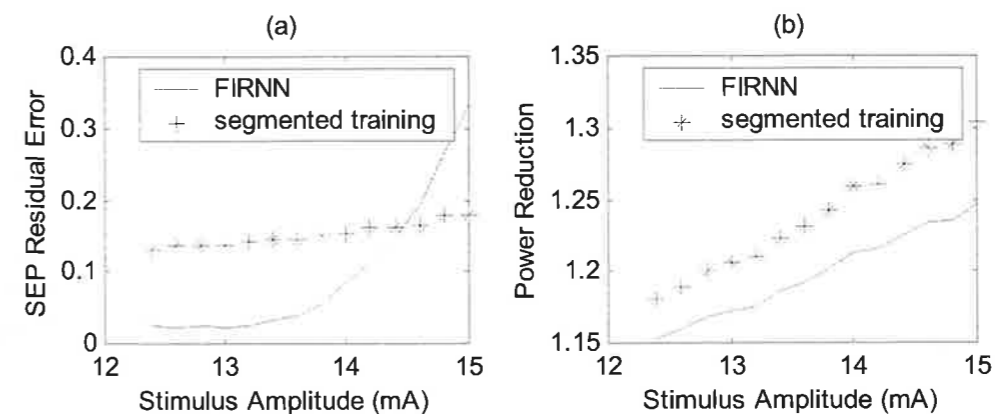 (a)
SEP Residual Error
0.4
0.3
0.2
0.1
0
FIRNN
segmented training
12
13
14
15
Stimulus Amplitude (mA)
(b)
Power Reduction
1.35
1.3
1.25
1.2
1.15
FIRNN
segmented training
12
13
14
15
Stimulus Amplitude (mA)